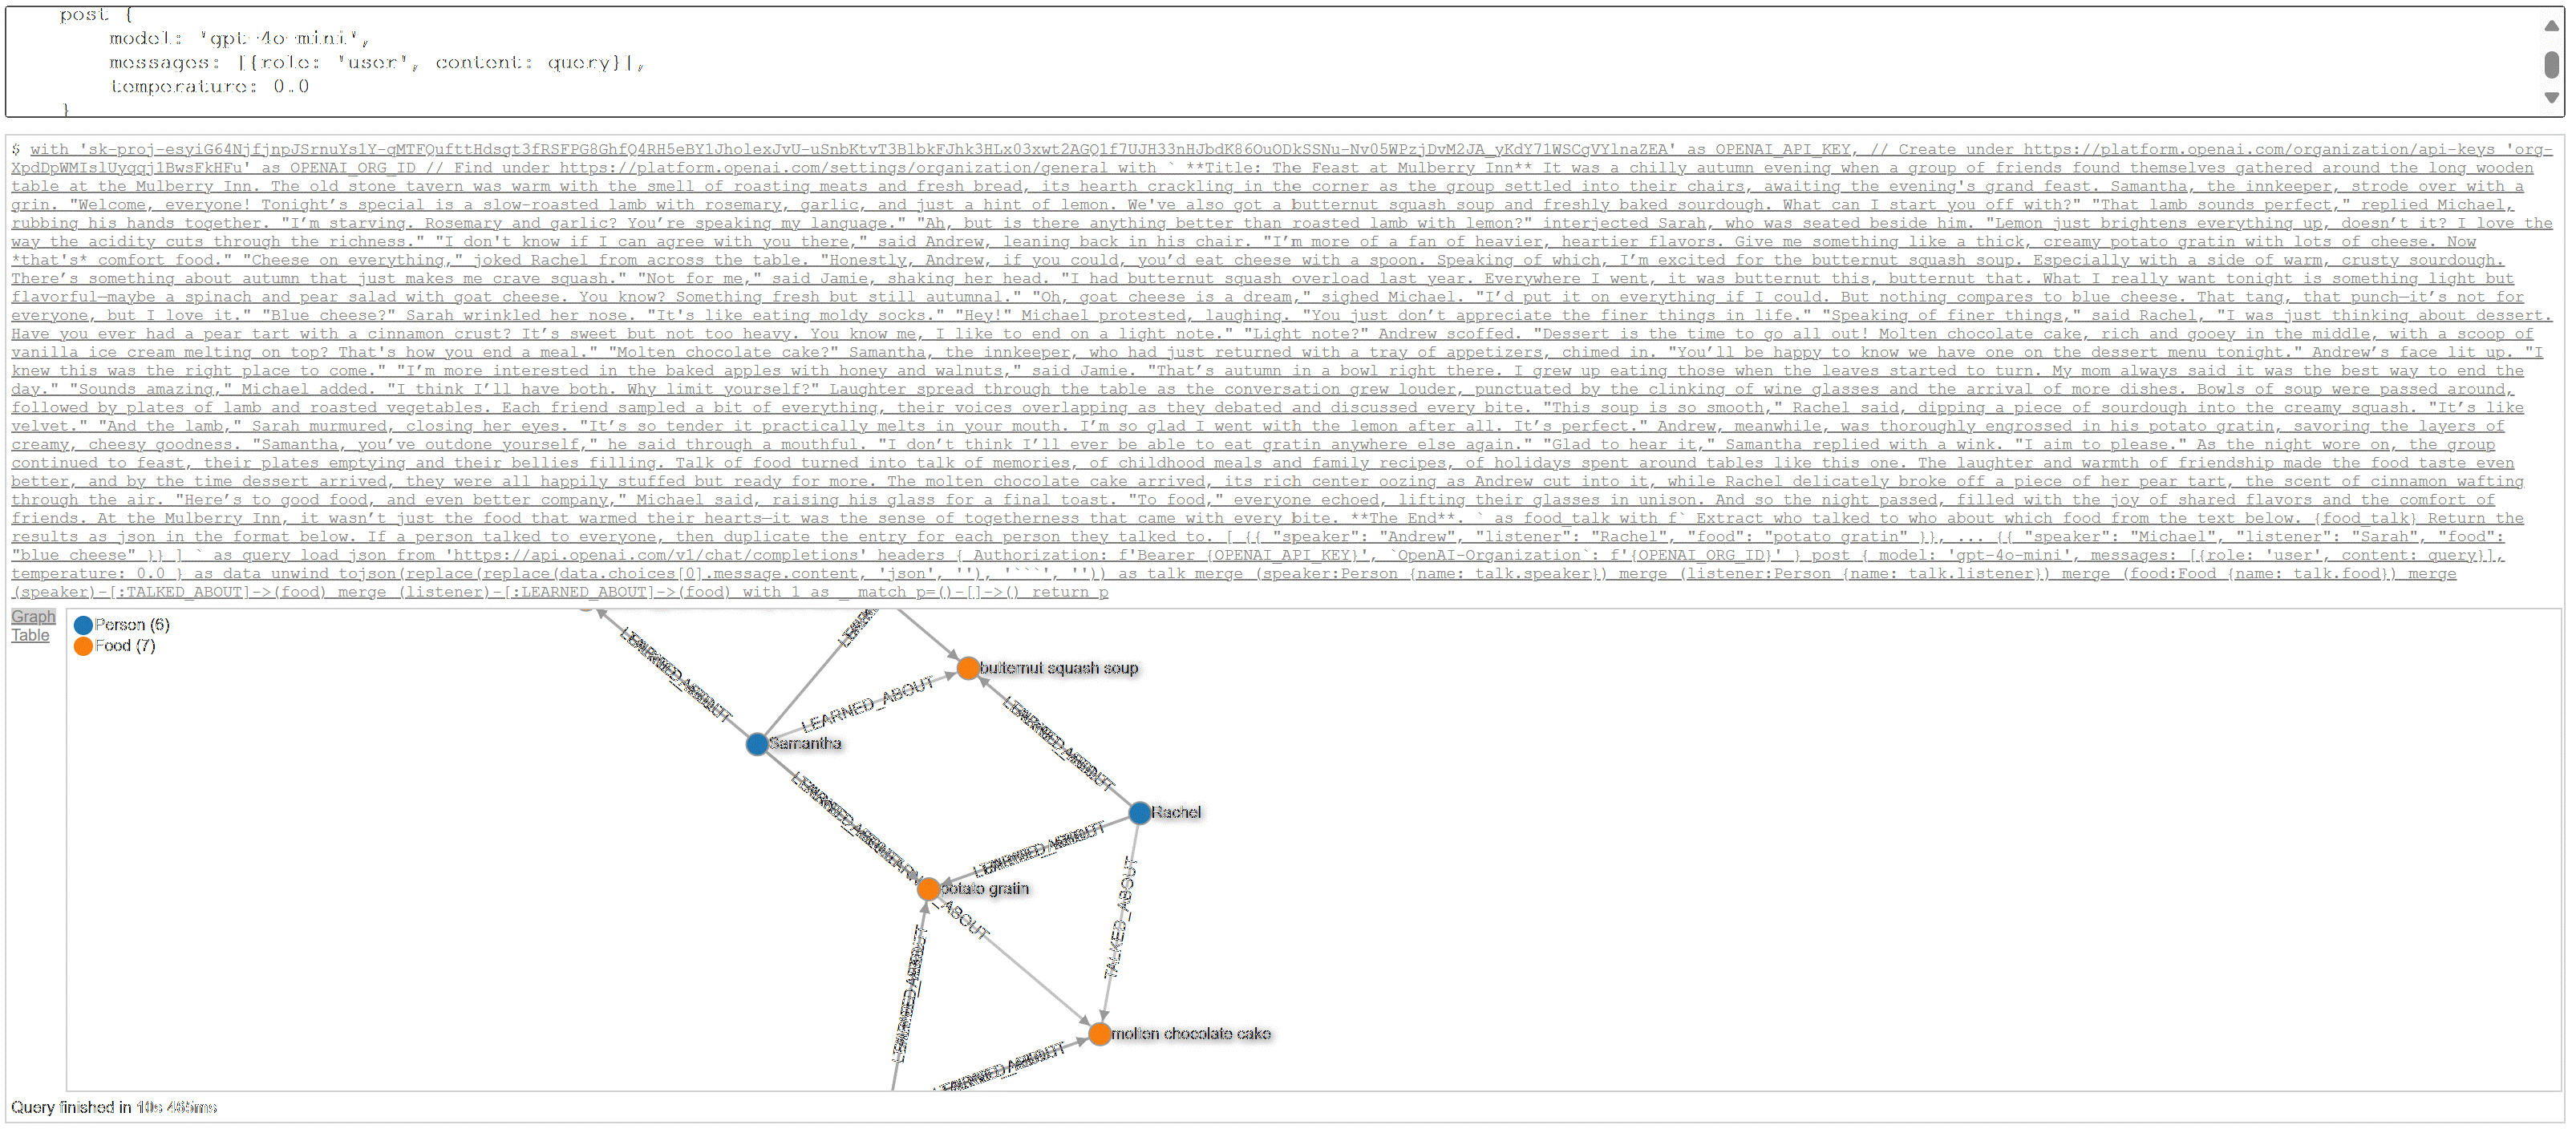 post {
model: 'gpt-4o-mini',
messages: [{role: 'user', content: query}],
temperature: 0.0
}
$ with as OPENAI_API_KEY, // Create under https://platform.openai.com/organization/api-keys 'org-
as OPENAI_ORG_ID // Find under https://platform.openai.com/settings/organization/general with ` **Title: The Feast at Mulberry Inn** It was a chilly autumn evening when a group of friends found themselves gathered around the long wooden
table at the Mulberry Inn. The old stone tavern was warm with the smell of roasting meats and fresh bread, its hearth crackling in the corner as the group settled into their chairs, awaiting the evening's grand feast. Samantha, the innkeeper, strode over with a
grin. "Welcome, everyone! Tonight’s special is a slow-roasted lamb with rosemary, garlic, and just a hint of lemon. We've also got a butternut squash soup and freshly baked sourdough. What can I start you off with?" "That lamb sounds perfect," replied Michael,
rubbing his hands together. "I’m starving. Rosemary and garlic? You’re speaking my language." "Ah, but is there anything better than roasted lamb with lemon?" interjected Sarah, who was seated beside him. "Lemon just brightens everything up, doesn’t it? I love the
way the acidity cuts through the richness." "I don't know if I can agree with you there," said Andrew, leaning back in his chair. "I’m more of a fan of heavier, heartier flavors. Give me something like a thick, creamy potato gratin with lots of cheese. Now
*that's* comfort food." "Cheese on everything," joked Rachel from across the table. "Honestly, Andrew, if you could, you’d eat cheese with a spoon. Speaking of which, I’m excited for the butternut squash soup. Especially with a side of warm, crusty sourdough.
There’s something about autumn that just makes me crave squash." "Not for me," said Jamie, shaking her head. "I had butternut squash overload last year. Everywhere I went, it was butternut this, butternut that. What I really want tonight is something light but
flavorful—maybe a spinach and pear salad with goat cheese. You know? Something fresh but still autumnal." "Oh, goat cheese is a dream," sighed Michael. "I’d put it on everything if I could. But nothing compares to blue cheese. That tang, that punch—it’s not for
everyone, but I love it." "Blue cheese?" Sarah wrinkled her nose. "It's like eating moldy socks." "Hey!" Michael protested, laughing. "You just don’t appreciate the finer things in life." "Speaking of finer things," said Rachel, "I was just thinking about dessert.
Have you ever had a pear tart with a cinnamon crust? It’s sweet but not too heavy. You know me, I like to end on a light note." "Light note?" Andrew scoffed. "Dessert is the time to go all out! Molten chocolate cake, rich and gooey in the middle, with a scoop of
vanilla ice cream melting on top? That's how you end a meal." "Molten chocolate cake?" Samantha, the innkeeper, who had just returned with a tray of appetizers, chimed in. "You’ll be happy to know we have one on the dessert menu tonight." Andrew’s face lit up. "I
knew this was the right place to come." "I’m more interested in the baked apples with honey and walnuts," said Jamie. "That’s autumn in a bowl right there. I grew up eating those when the leaves started to turn. My mom always said it was the best way to end the
day." "Sounds amazing," Michael added. "I think I’ll have both. Why limit yourself?" Laughter spread through the table as the conversation grew louder, punctuated by the clinking of wine glasses and the arrival of more dishes. Bowls of soup were passed around,
followed by plates of lamb and roasted vegetables. Each friend sampled a bit of everything, their voices overlapping as they debated and discussed every bite. "This soup is so smooth," Rachel said, dipping a piece of sourdough into the creamy squash. "It’s like
velvet." "And the lamb," Sarah murmured, closing her eyes. "It’s so tender it practically melts in your mouth. I’m so glad I went with the lemon after all. It’s perfect." Andrew, meanwhile, was thoroughly engrossed in his potato gratin, savoring the layers of
creamy, cheesy goodness. "Samantha, you’ve outdone yourself," he said through a mouthful. "I don’t think I’ll ever be able to eat gratin anywhere else again." "Glad to hear it," Samantha replied with a wink. "I aim to please." As the night wore on, the group
continued to feast, their plates emptying and their bellies filling. Talk of food turned into talk of memories, of childhood meals and family recipes, of holidays spent around tables like this one. The laughter and warmth of friendship made the food taste even
better, and by the time dessert arrived, they were all happily stuffed but ready for more. The molten chocolate cake arrived, its rich center oozing as Andrew cut into it, while Rachel delicately broke off a piece of her pear tart, the scent of cinnamon wafting
through the air. "Here’s to good food, and even better company," Michael said, raising his glass for a final toast. "To food," everyone echoed, lifting their glasses in unison. And so the night passed, filled with the joy of shared flavors and the comfort of
friends. At the Mulberry Inn, it wasn’t just the food that warmed their hearts—it was the sense of togetherness that came with every bite. **The End**. ` as food_talk with f` Extract who talked to who about which food from the text below. {food_talk} Return the
results as json in the format below. If a person talked to everyone, then duplicate the entry for each person they talked to. [ {{ "speaker": "Andrew", "listener": "Rachel", "food": "potato gratin" }}, ... {{ "speaker": "Michael", "listener": "Sarah", "food":
"blue cheese" }} ] ` as query load json from 'https://api.openai.com/v1/chat/completions' headers { Authorization: f'Bearer {OPENAI_API_KEY}', `OpenAI-Organization`: f'{OPENAI_ORG_ID}' } post { model: 'gpt-4o-mini', messages: [{role: 'user', content: query}],
temperature: 0.0 } as data unwind tojson(replace(replace(data.choices[0].message.content, 'json', ''), '```', '')) as talk merge (speaker:Person {name: talk.speaker}) merge (listener:Person {name: talk.listener}) merge (food:Food {name: talk.food}) merge
(speaker)-[:TALKED_ABOUT]->(food) merge (listener)-[:LEARNED_ABOUT]->(food) with 1 as _ match p=()-[]->() return p
Graph
Table
Person (6)
Food (7)
butternut squash soup
LEARNED_ABOUT
Samantha
Rachel
potato gratin
_ABOUT
TALKED_ABOUT
molten chocolate cake
Query finished in 10s 465ms